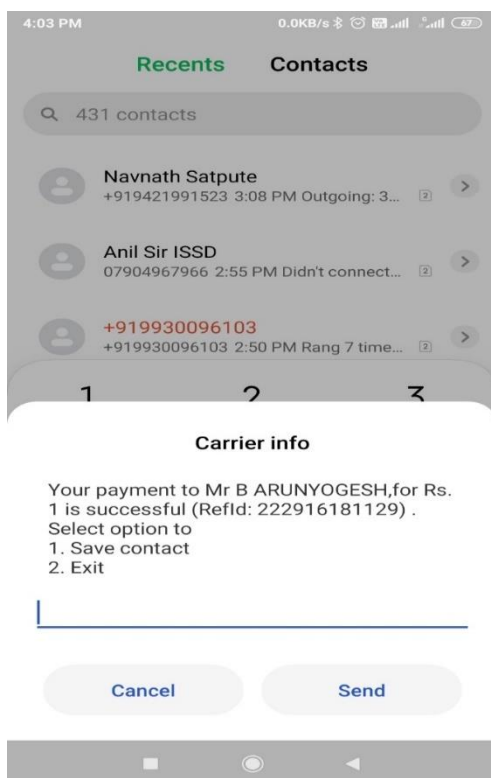 4:03 PM 0.0KB/s 67
Recents Contacts
431 contacts
Navnath Satpute
+919421991523 3:08 PM Outgoing: 3... 2
Anil Sir ISSD
07904967966 2:55 PM Didn't connect... 2
+919930096103
+919930096103 2:50 PM Rang 7 time... 2
1 2 3
Carrier info
Your payment to Mr B ARUNYOGESH,for Rs.
1 is successful (RefId: 222916181129) .
Select option to
1. Save contact
2. Exit
Cancel Send